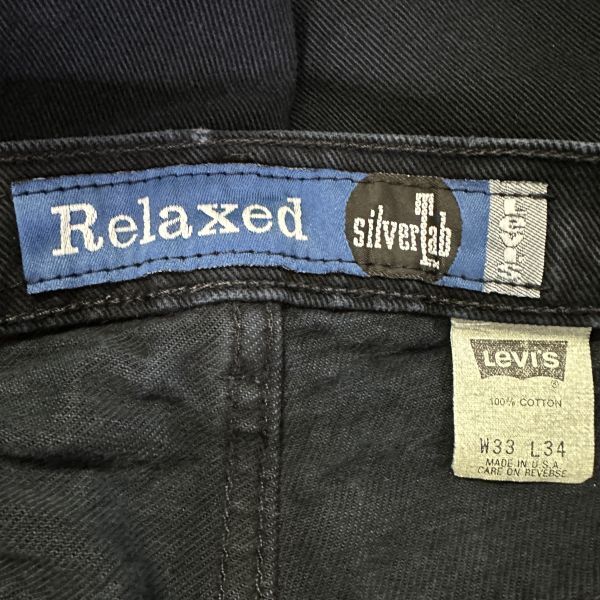 Relaxed silverTab LEVI'S
LEVI'S ®
100% COTTON
W33 L34
MADE IN U.S.A.
CARE ON REVERSE